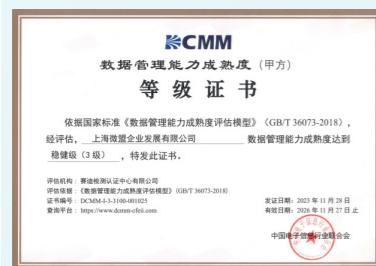 DCMM
数据管理能力成熟度（甲方）
等级证书
依据国家标准《数据管理能力成熟度评估模型》（GB/T 36073-2018），
经评估，上海微盟企业发展有限公司 数据管理能力成熟度达到
稳健级（3 级），特发此证书。
评估机构：赛迪检测认证中心有限公司
评估依据：《数据管理能力成熟度评估模型》（GB/T 36073-2018）
证书编号：DCMM-I-3-3100-001025
发证日期：2023 年 11 月 28 日
查询平台：https://www.dcmm-cfeii.com
有效日期：2026 年 11 月 27 日 止
中国电子信息行业联合会